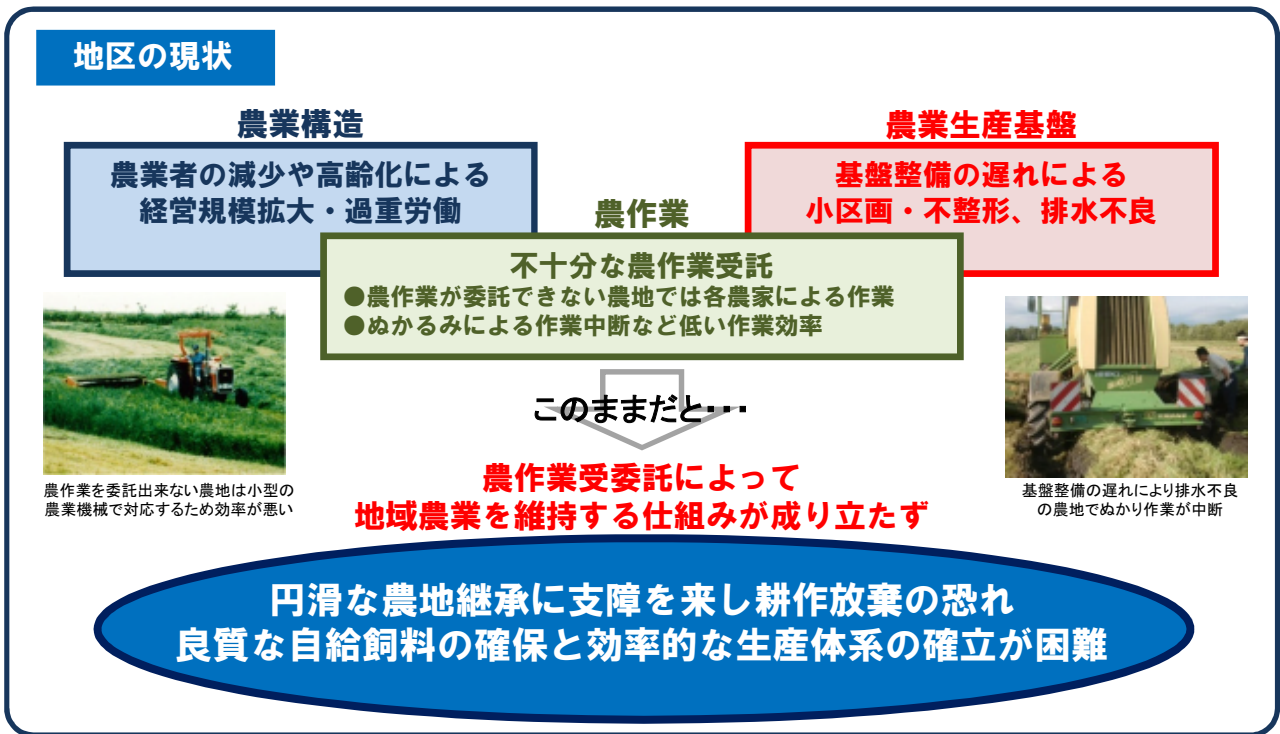 地区の現状
農業構造
農業者の減少や高齢化による
経営規模拡大・過重労働
農業生産基盤
基盤整備の遅れによる
小区画・不整形、排水不良
農作業
不十分な農作業受託
●農作業が委託できない農地では各農家による作業
●ぬかるみによる作業中断など低い作業効率
農作業を委託出来ない農地は小型の
農業機械で対応するため効率が悪い
基盤整備の遅れにより排水不良
の農地でぬかり作業が中断
このままだと・・・
農作業受委託によって
地域農業を維持する仕組みが成り立たず
円滑な農地継承に支障を来し耕作放棄の恐れ
良質な自給飼料の確保と効率的な生産体系の確立が困難